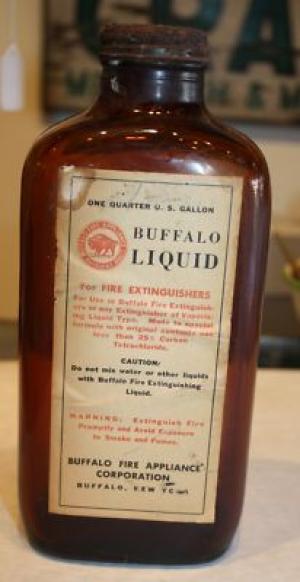 ONE QUARTER U. S. GALLON
BUFFALO
LIQUID
For FIRE EXTINGUISHERS
For Use in Buffalo Fire Extinguish-
ers or any Extinguisher of Vaporiz-
ing Liquid Type. Made to special
formula with original contents not
less than 25% Carbon
Tetrachloride.
CAUTION:
Do not mix water or other liquids
with Buffalo Fire Extinguishing
Liquid.
WARNING: Extinguish Fire
Promptly and Avoid Exposure
to Smoke and Fumes.
BUFFALO FIRE APPLIANCE
CORPORATION
BUFFALO, NEW YORK